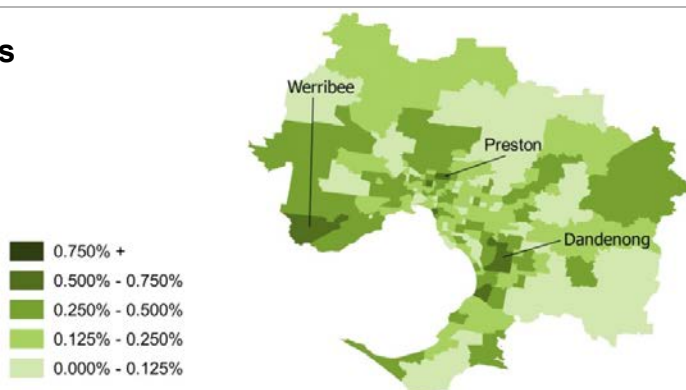 s
Werribee
Preston
Dandenong
0.750% +
0.500% - 0.750%
0.250% - 0.500%
0.125% - 0.250%
0.000% - 0.125%